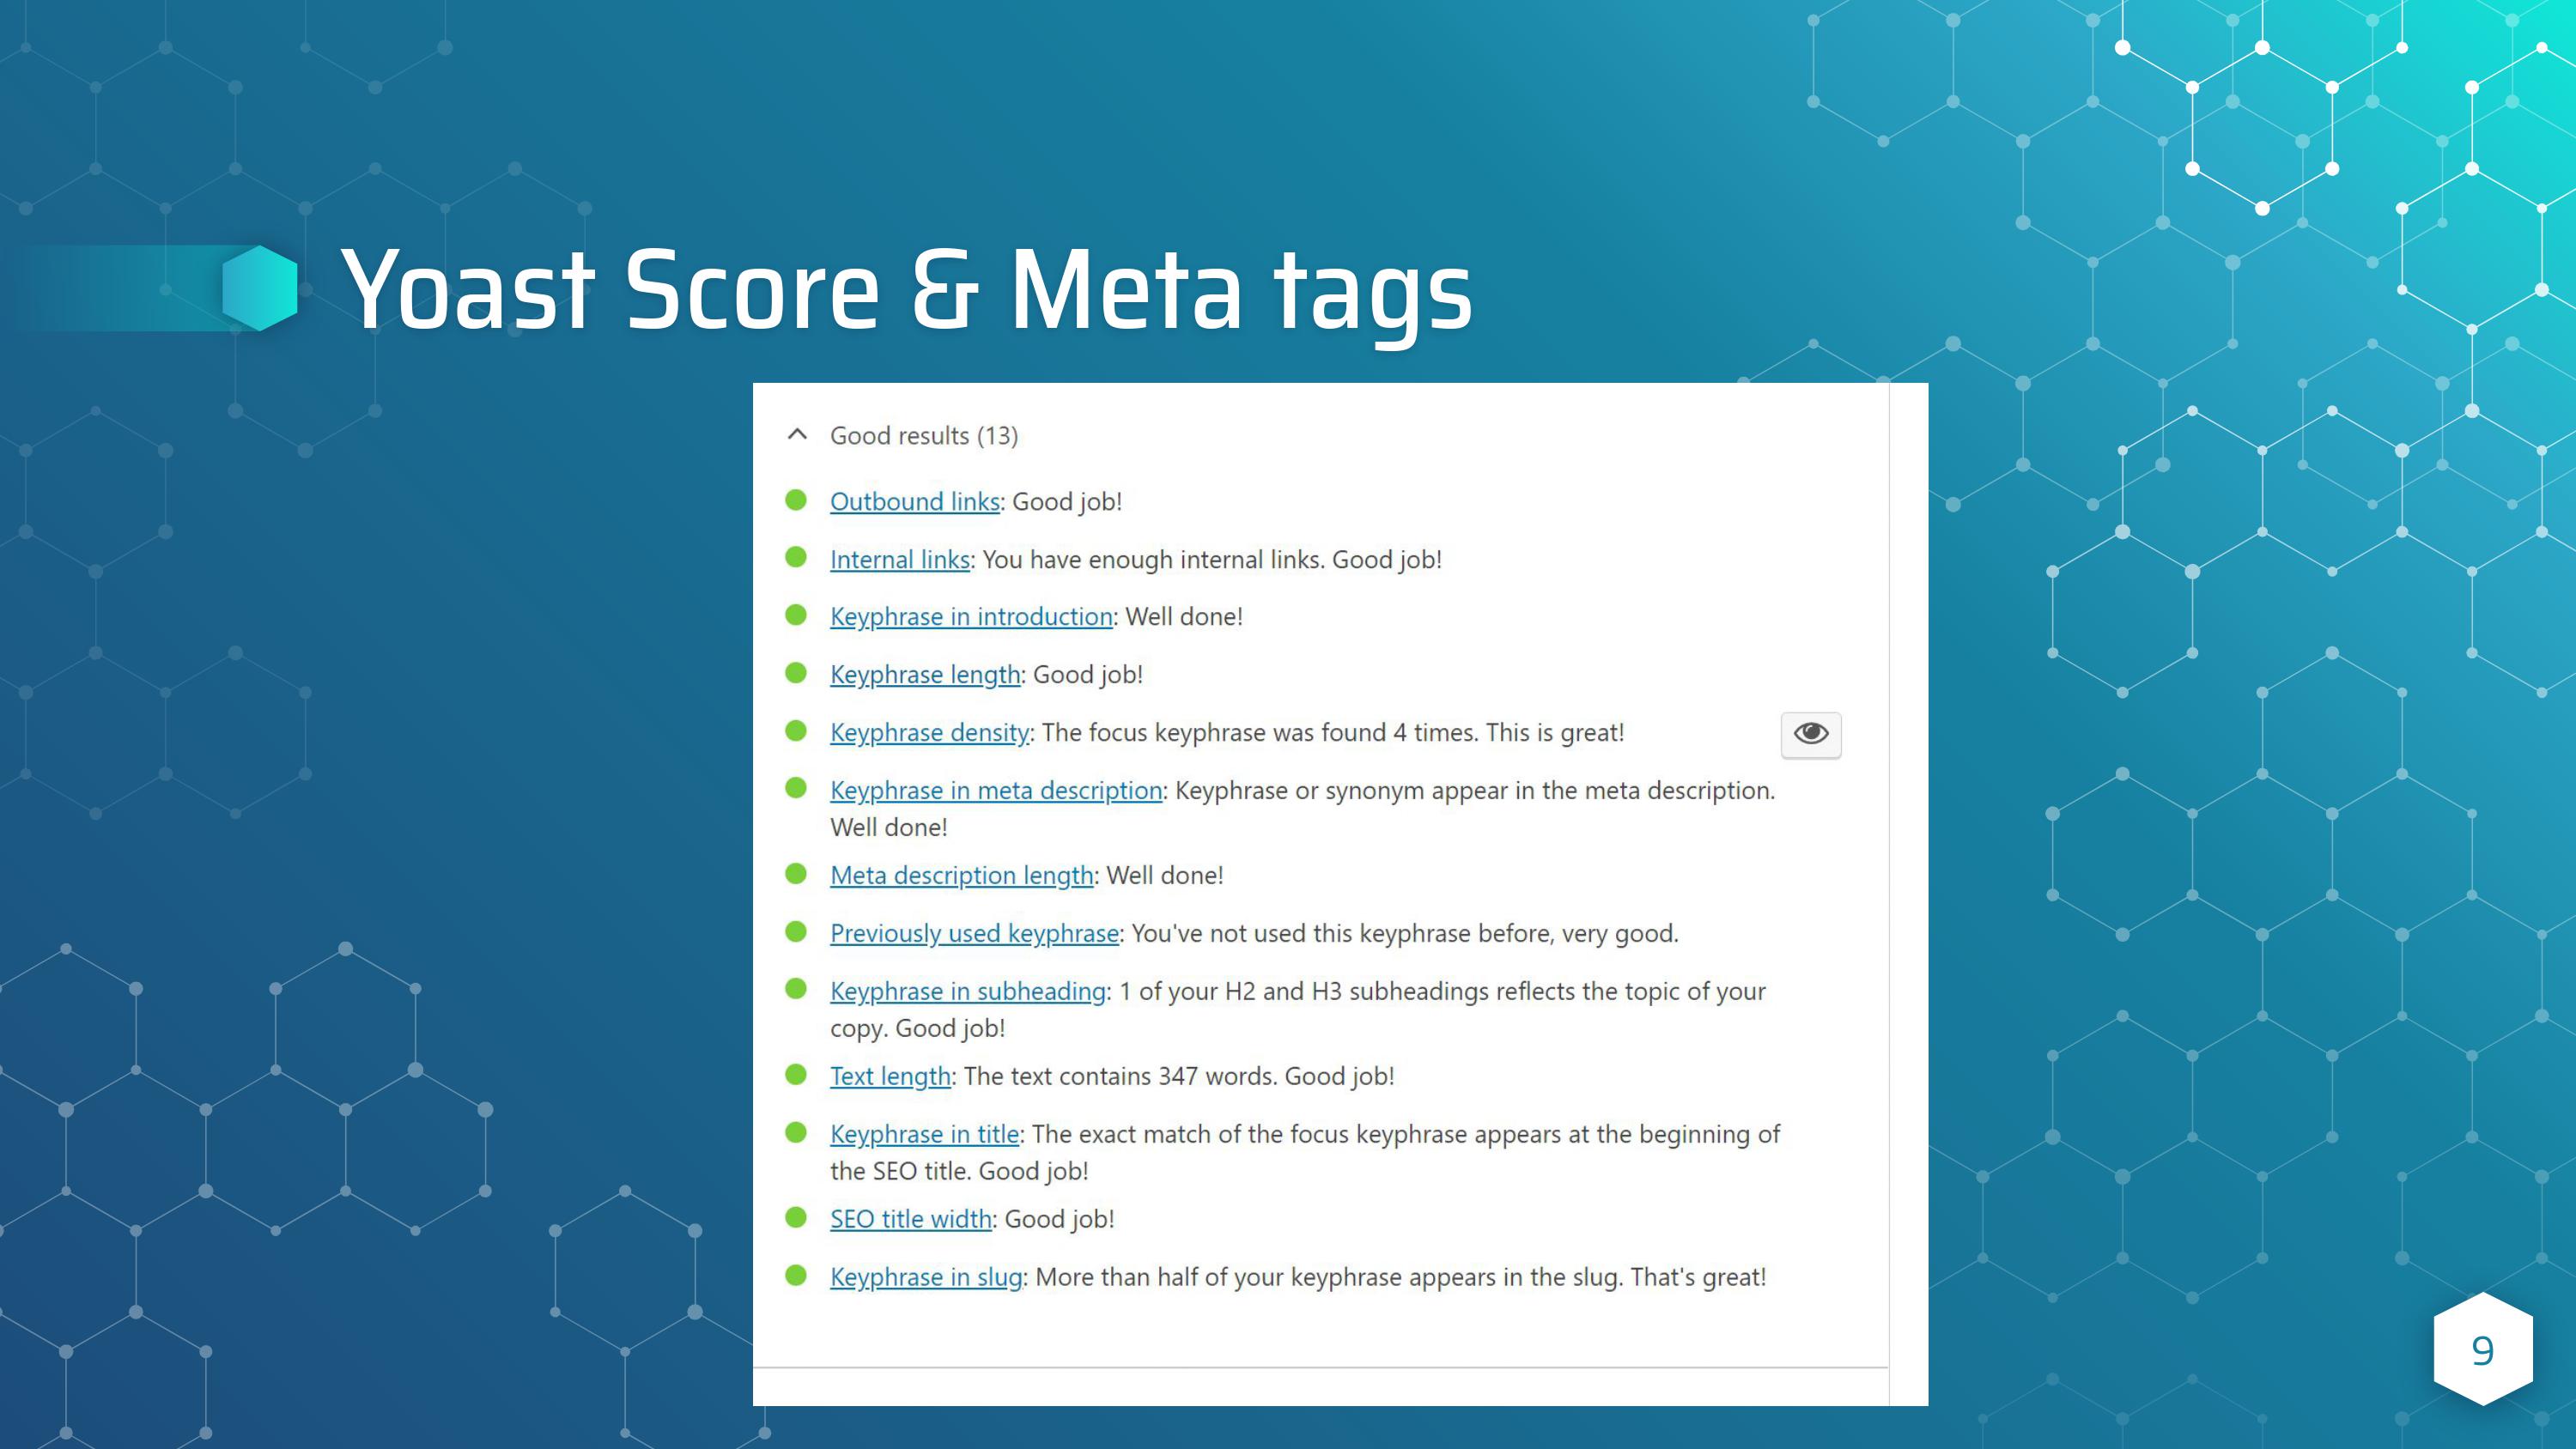 Yoast Score & Meta tags
Good results (13)
Outbound links: Good job!
Internal links: You have enough internal links. Good job!
Keyphrase in introduction: Well done!
Keyphrase length: Good job!
Keyphrase density: The focus keyphrase was found 4 times. This is great!
Keyphrase in meta description: Keyphrase or synonym appear in the meta description.
Well done!
Meta description length: Well done!
Previously used keyphrase: You've not used this keyphrase before, very good.
Keyphrase in subheading: 1 of your H2 and H3 subheadings reflects the topic of your
copy. Good job!
Text length: The text contains 347 words. Good job!
Keyphrase in title: The exact match of the focus keyphrase appears at the beginning of
the SEO title. Good job!
SEO title width: Good job!
Keyphrase in slug: More than half of your keyphrase appears in the slug. That's great!
9